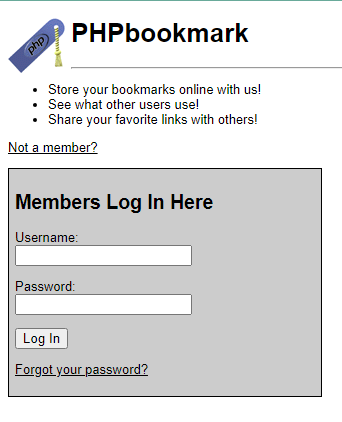 php
PHPbookmark
Store your bookmarks online with us!
See what other users use!
Share your favorite links with others!
Not a member?
Members Log In Here
Username:
Password:
Log In
Forgot your password?